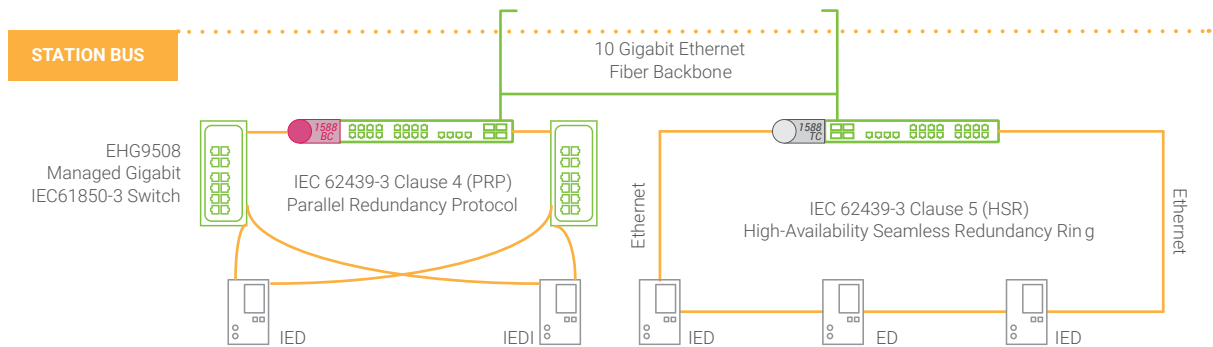 STATION BUS
10 Gigabit Ethernet
Fiber Backbone
1588
BC
1588
TC
EHG9508
Managed Gigabit
IEC61850-3 Switch
IEC 62439-3 Clause 4 (PRP)
Parallel Redundancy Protocol
Ethernet
IEC 62439-3 Clause 5 (HSR)
High-Availability Seamless Redundancy Rin g
Ethernet
IED
IEDI
IED
ED
IED